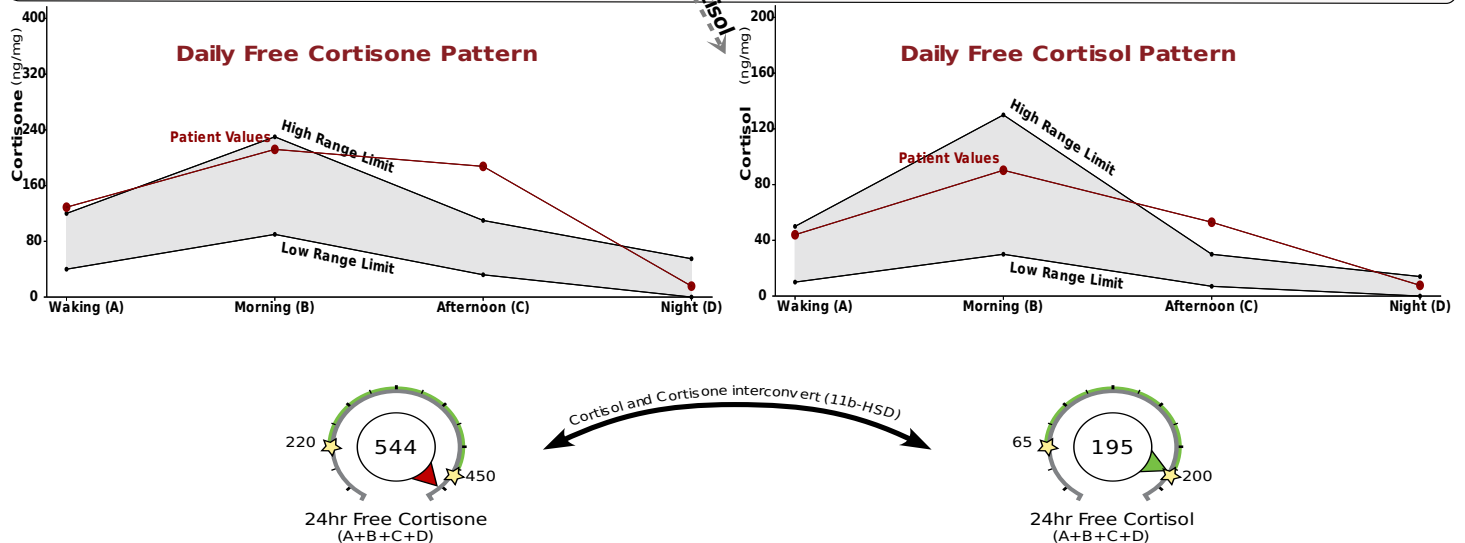 isol
Daily Free Cortisone Pattern
Cortisone (ng/mg)
400
320
240
160
80
0
Patient Values
High Range Limit
Low Range Limit
Waking (A)
Morning (B)
Afternoon (C)
Night (D)
Daily Free Cortisol Pattern
Cortisol (ng/mg)
200
160
120
80
40
0
Patient Values
High Range Limit
Low Range Limit
Waking (A)
Morning (B)
Afternoon (C)
Night (D)
Cortisol and Cortisone interconvert (11b-HSD)
220
544
450
24hr Free Cortisone
(A+B+C+D)
65
195
200
24hr Free Cortisol
(A+B+C+D)